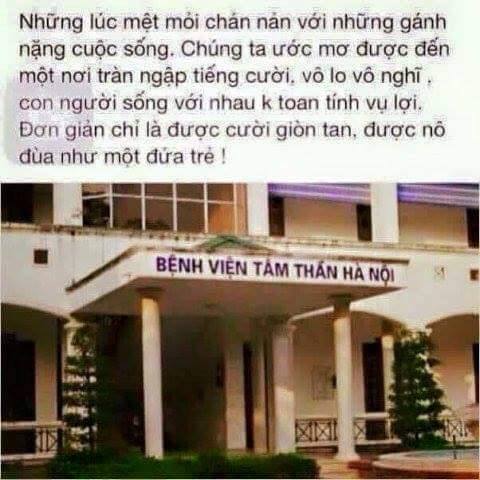 Những lúc mệt mỏi chán nản với những gánh
nặng cuộc sống. Chúng ta ước mơ được đến
một nơi tràn ngập tiếng cười, vô lo vô nghĩ .
con người sống với nhau k toan tính vụ lợi.
Đơn giản chỉ là được cười giòn tan, được nô
đùa như một đứa trẻ !
BỆNH VIỆN TÂM THẦN HÀ NỘI